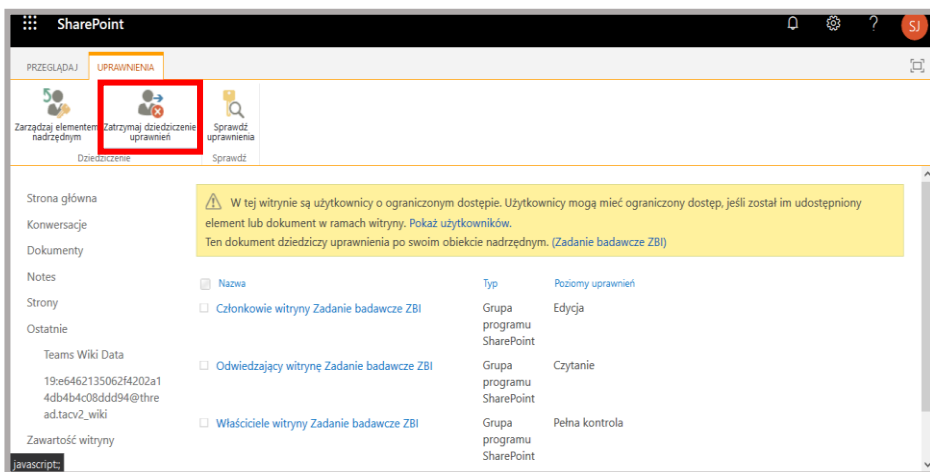 SharePoint
?
SJ
PRZEGLĄDAJ UPRAWNIENIA
Zarządzaj elementem nadrzędnym
Zatrzymaj dziedziczenie uprawnień
Sprawdź uprawnienia
Dziedziczenie
Sprawdź
Strona główna
Konwersacje
Dokumenty
Notes
Strony
Ostatnie
Teams Wiki Data
19:e6462135062f4202a1
4db4b4c08ddd94@thre
ad.tacv2_wiki
Zawartość witryny
javascript:;
W tej witrynie są użytkownicy o ograniczonym dostępie. Użytkownicy mogą mieć ograniczony dostęp, jeśli został im udostępniony
element lub dokument w ramach witryny. Pokaż użytkowników.
Ten dokument dziedziczy uprawnienia po swoim obiekcie nadrzędnym. (Zadanie badawcze ZBI)
Nazwa Typ Poziomy uprawnień
Członkowie witryny Zadanie badawcze ZBI Grupa Edycja
programu
SharePoint
Odwiedzający witrynę Zadanie badawcze ZBI Grupa Czytanie
programu
SharePoint
Właściciele witryny Zadanie badawcze ZBI Grupa Pełna kontrola
programu
SharePoint